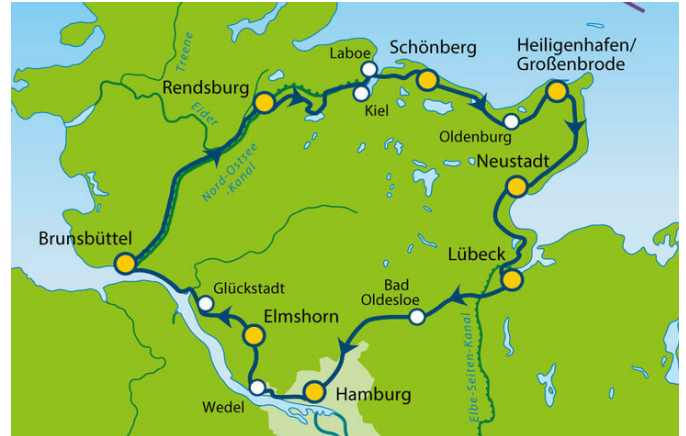 Treene
Eider
Nord-Ostsee
-Kanal
Laboe
Schönberg
Heiligenhafen/
Großenbrode
Rendsburg
Kiel
Oldenburg
Neustadt
Brunsbüttel
Lübeck
Glückstadt
Bad
Oldesloe
Elmshorn
Elbe-Seiten-Kanal
Wedel
Hamburg